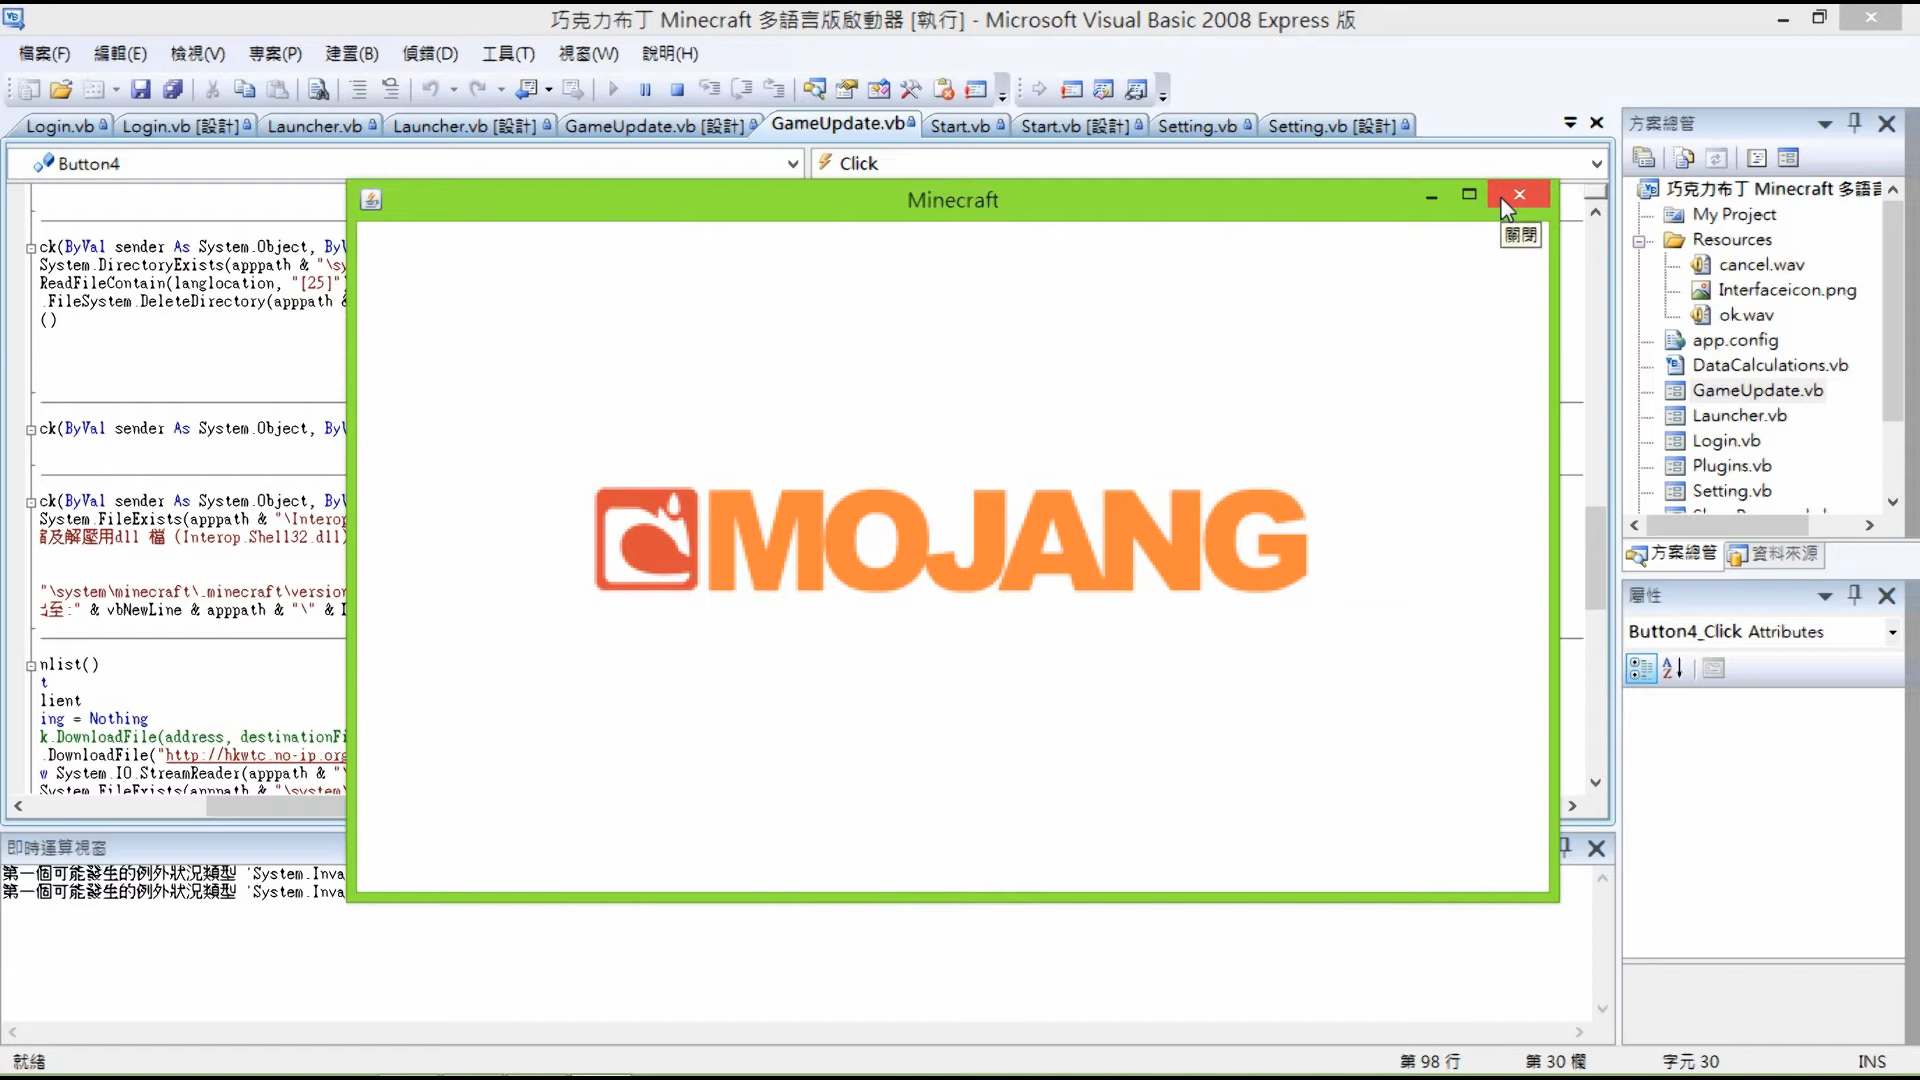 巧克力布丁 Minecraft 多語言版啟動器 [執行] - Microsoft Visual Basic 2008 Express 版
檔案(F) 編輯(E) 檢視(V) 專案(P) 建置(B) 偵錯(D) 工具(T) 視窗(W) 說明(H)
Login.vb Login.vb [設計] Launcher.vb Launcher.vb [設計] GameUpdate.vb [設計] GameUpdate.vb Start.vb Start.vb [設計] Setting.vb Setting.vb [設計]
Button4 Click
Minecraft
關閉
ck(ByVal sender As System.Object, ByV
System.DirectoryExists(apppath & "\sy
ReadFileContain(langlocation, "[25]"
.FileSystem.DeleteDirectory(apppath &
()
ck(ByVal sender As System.Object, ByV
ck(ByVal sender As System.Object, ByV
System.FileExists(apppath & "\Interop
及解壓用dll 檔 (Interop.Shell32.dll)
"\system\minecraft\.minecraft\version
至:" & vbNewLine & apppath & "\" & I
nlist()
t
lient
ing = Nothing
k.DownloadFile(address, destinationFi
.DownloadFile("http://hkwtc.no-ip.org
w System.IO.StreamReader(apppath & "\
System.FileExists(apppath & "\system\
MOJANG
方案總管
巧克力布丁 Minecraft 多語言
My Project
Resources
cancel.wav
Interfaceicon.png
ok.wav
app.config
DataCalculations.vb
GameUpdate.vb
Launcher.vb
Login.vb
Plugins.vb
Setting.vb
方案總管 資料來源
屬性
Button4_Click Attributes
即時運算視窗
第一個可能發生的例外狀況類型 'System.Inva
第一個可能發生的例外狀況類型 'System.Inva
就緒 第 98 行 第 30 欄 字元 30 INS